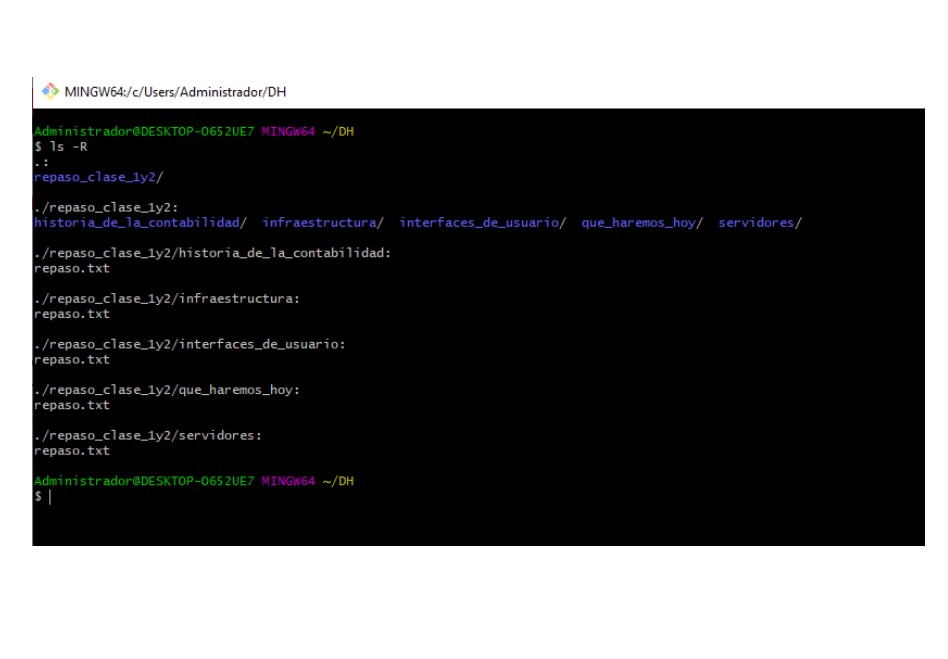 MINGW64:/c/Users/Administrador/DH
Administrador@DESKTOP-O652UE7 MINGW64 ~/DH
$ ls -R
.:
repaso_clase_1y2/
./repaso_clase_1y2:
historia_de_la_contabilidad/  infraestructura/  interfaces_de_usuario/  que_haremos_hoy/  servidores/
./repaso_clase_1y2/historia_de_la_contabilidad:
repaso.txt
./repaso_clase_1y2/infraestructura:
repaso.txt
./repaso_clase_1y2/interfaces_de_usuario:
repaso.txt
./repaso_clase_1y2/que_haremos_hoy:
repaso.txt
./repaso_clase_1y2/servidores:
repaso.txt
Administrador@DESKTOP-O652UE7 MINGW64 ~/DH
$